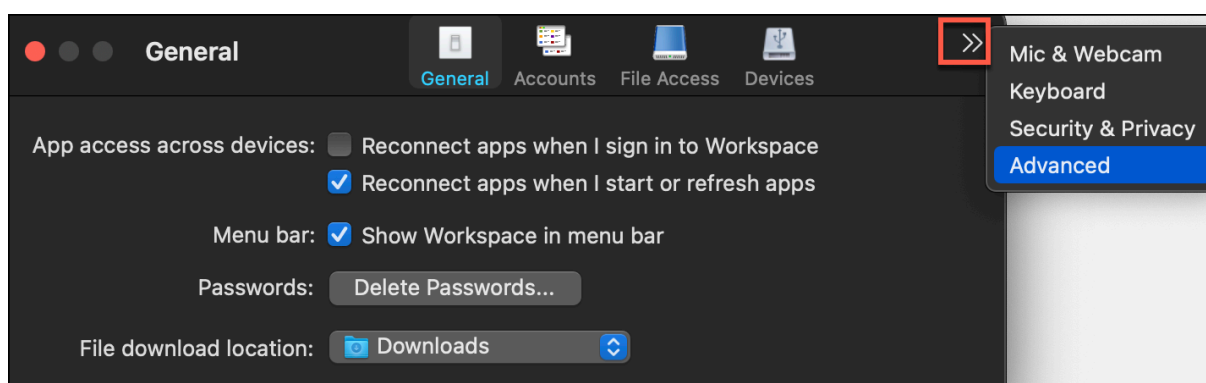 General
General Accounts File Access Devices
Mic & Webcam
Keyboard
Security & Privacy
Advanced
App access across devices: Reconnect apps when I sign in to Workspace
Reconnect apps when I start or refresh apps
Menu bar: Show Workspace in menu bar
Passwords: Delete Passwords...
File download location: Downloads